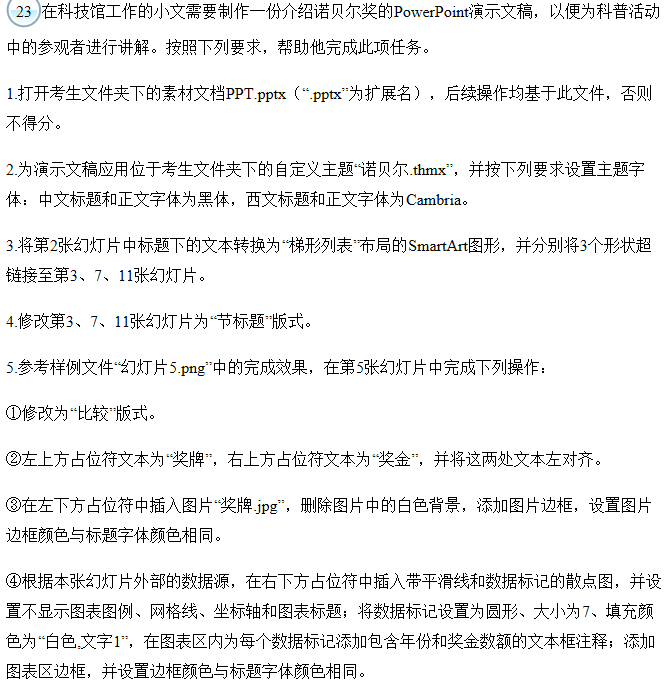 23 在科技馆工作的小文需要制作一份介绍诺贝尔奖的PowerPoint演示文稿，以便为科普活动
中的参观者进行讲解。按照下列要求，帮助他完成此项任务。
1.打开考生文件夹下的素材文档PPT.pptx（“.pptx”为扩展名），后续操作均基于此文件，否则
不得分。
2.为演示文稿应用位于考生文件夹下的自定义主题“诺贝尔.thmx”，并按下列要求设置主题字
体：中文标题和正文字体为黑体，西文标题和正文字体为Cambria。
3.将第2张幻灯片中标题下的文本转换为“梯形列表”布局的SmartArt图形，并分别将3个形状超
链接至第3、7、11张幻灯片。
4.修改第3、7、11张幻灯片为“节标题”版式。
5.参考样例文件“幻灯片5.png”中的完成效果，在第5张幻灯片中完成下列操作：
①修改为“比较”版式。
②左上方占位符文本为“奖牌”，右上方占位符文本为“奖金”，并将这两处文本左对齐。
③在左下方占位符中插入图片“奖牌.jpg”，删除图片中的白色背景，添加图片边框，设置图片
边框颜色与标题字体颜色相同。
④根据本张幻灯片外部的数据源，在右下方占位符中插入带平滑线和数据标记的散点图，并设
置不显示图表图例、网格线、坐标轴和图表标题；将数据标记设置为圆形、大小为7、填充颜
色为“白色,文字1”，在图表区内为每个数据标记添加包含年份和奖金数额的文本框注释；添加
图表区边框，并设置边框颜色与标题字体颜色相同。